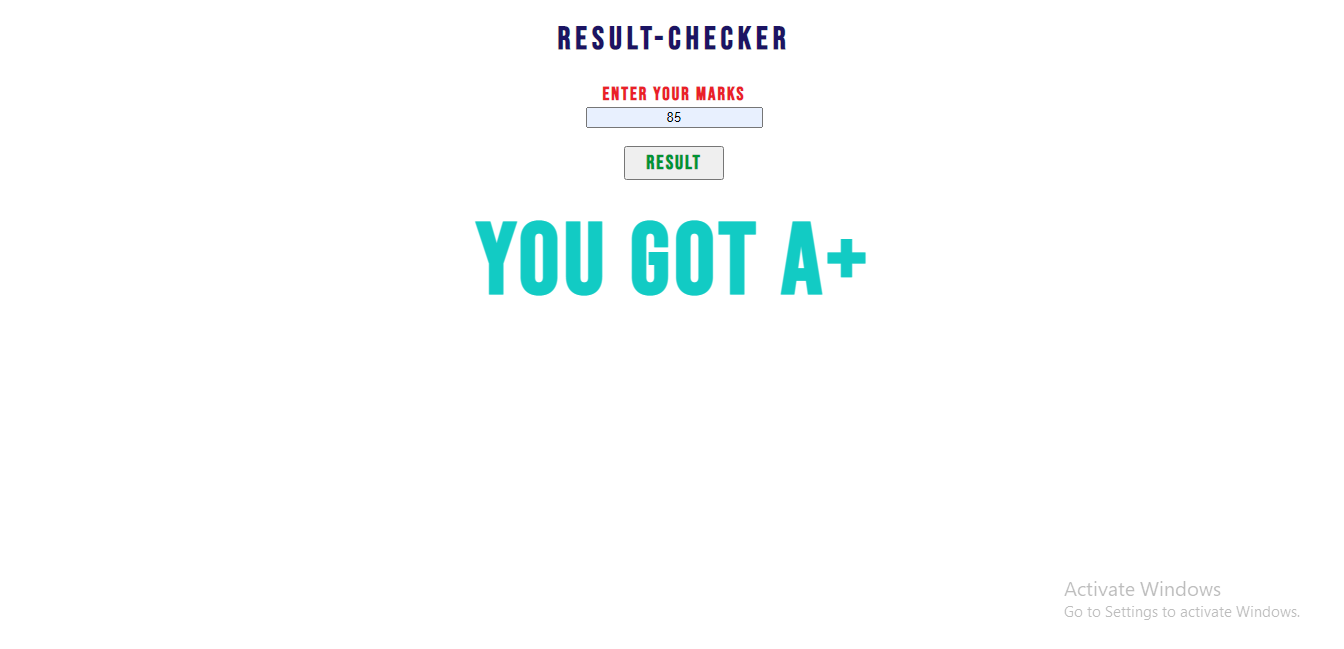 RESULT-CHECKER
ENTER YOUR MARKS
85
RESULT
YOU GOT A+
Activate Windows
Go to Settings to activate Windows.